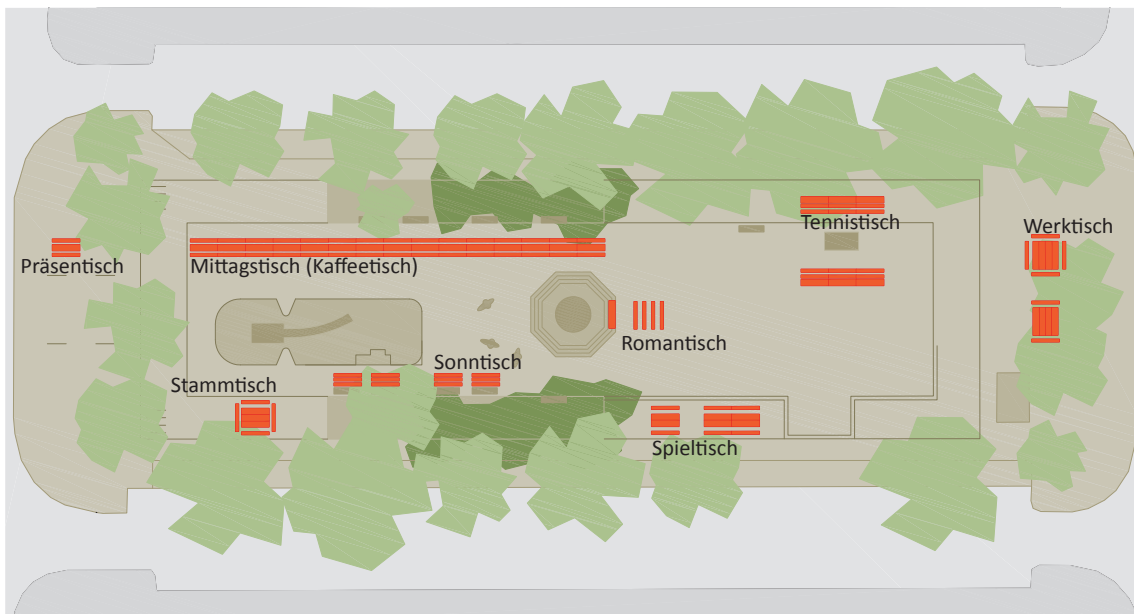 Tennistisch
Werktisch
Präsentisch
Mittagstisch (Kaffeetisch)
Romantisch
Sonntisch
Stammtisch
Spieltisch